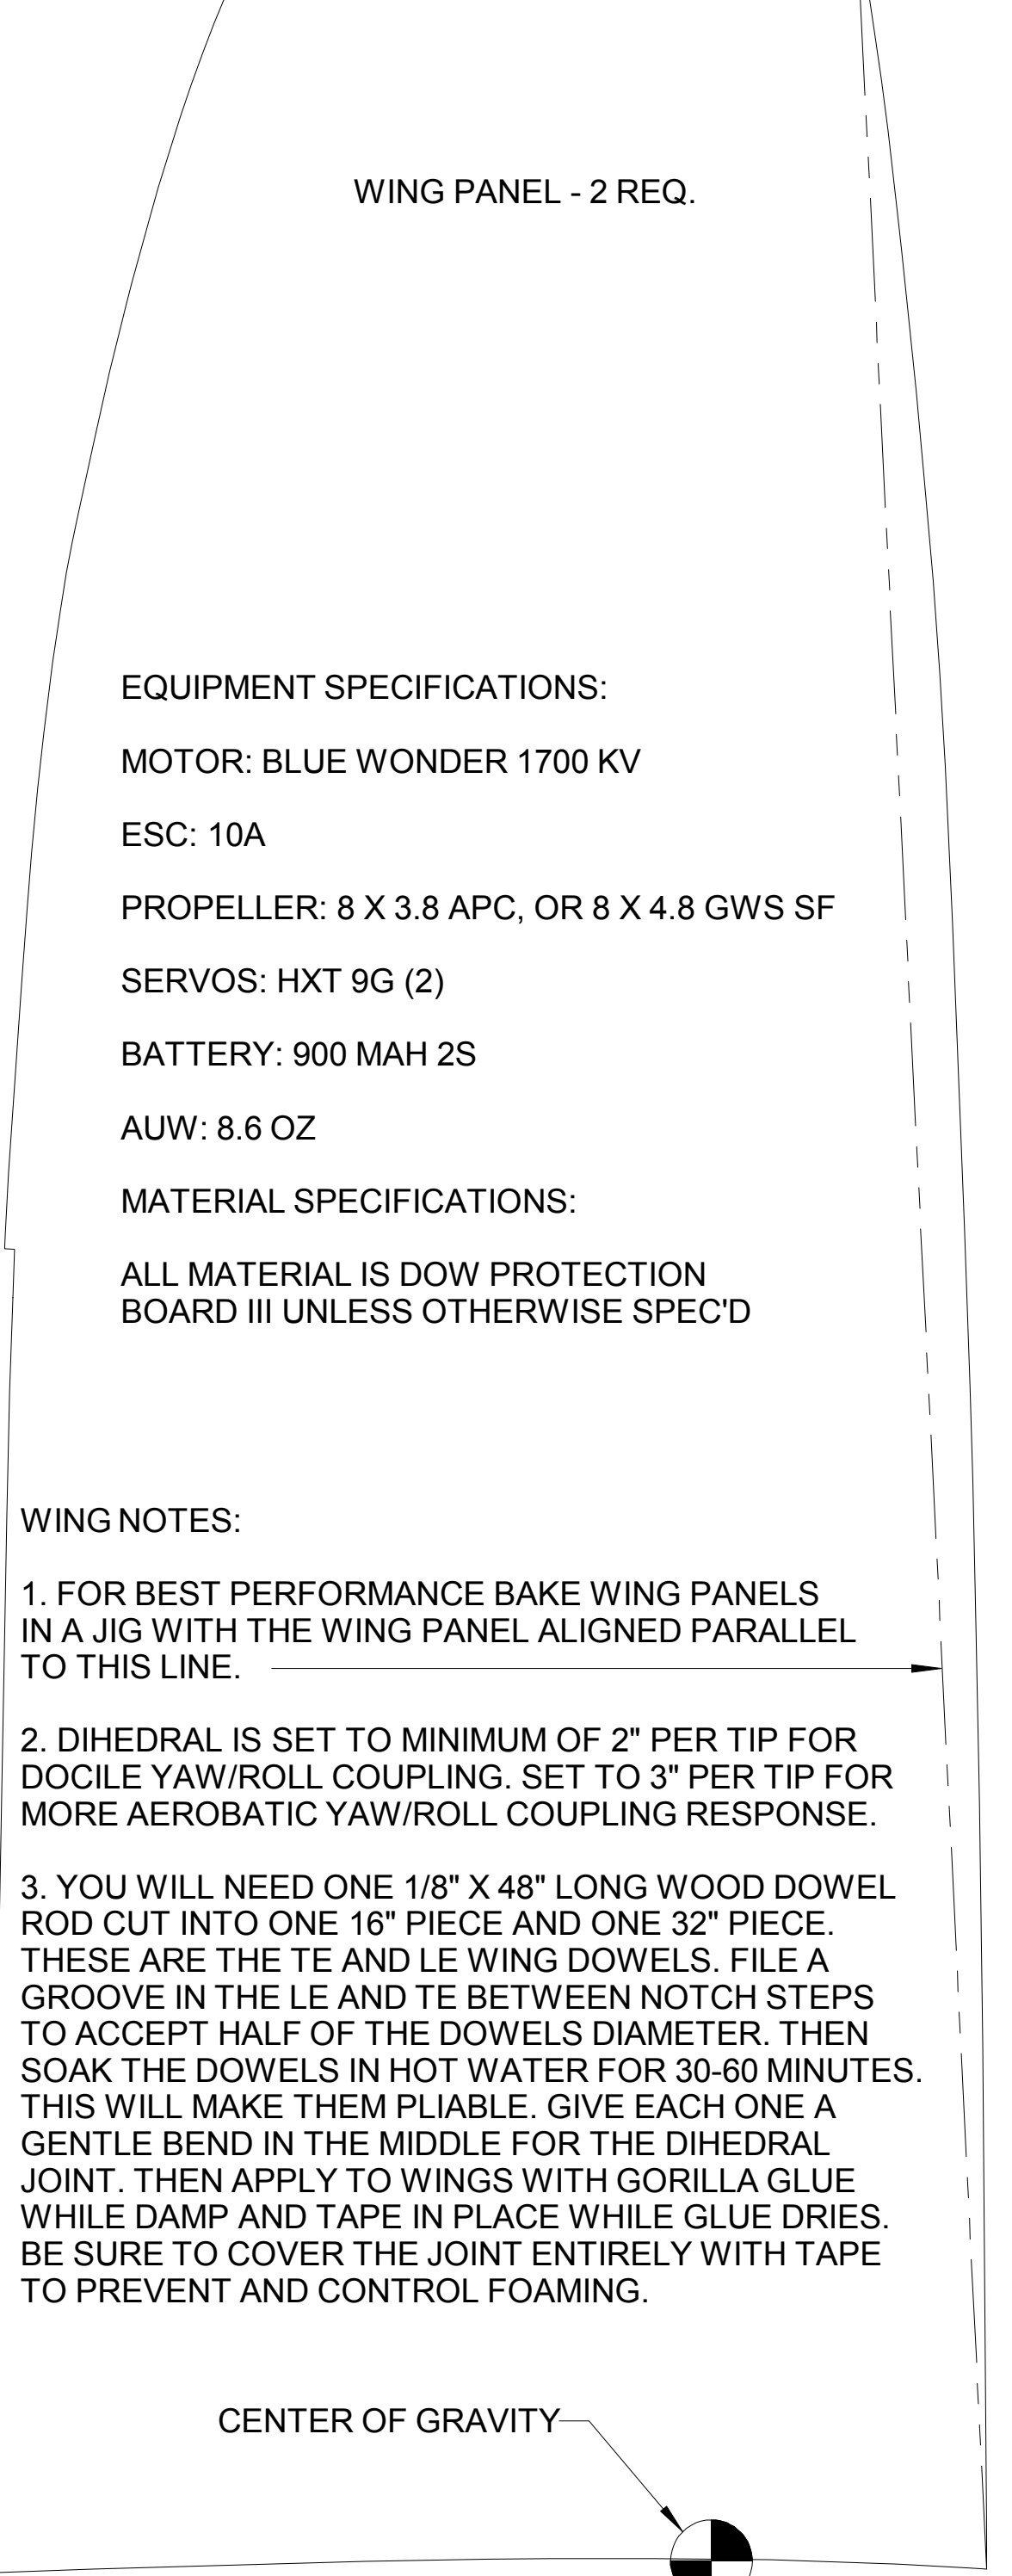 WING PANEL - 2 REQ.
EQUIPMENT SPECIFICATIONS:
MOTOR: BLUE WONDER 1700 KV
ESC: 10A
PROPELLER: 8 X 3.8 APC, OR 8 X 4.8 GWS SF
SERVOS: HXT 9G (2)
BATTERY: 900 MAH 2S
AUW: 8.6 OZ
MATERIAL SPECIFICATIONS:
ALL MATERIAL IS DOW PROTECTION
BOARD III UNLESS OTHERWISE SPEC'D
WING NOTES:
1. FOR BEST PERFORMANCE BAKE WING PANELS
IN A JIG WITH THE WING PANEL ALIGNED PARALLEL
TO THIS LINE.
2. DIHEDRAL IS SET TO MINIMUM OF 2" PER TIP FOR
DOCILE YAW/ROLL COUPLING. SET TO 3" PER TIP FOR
MORE AEROBATIC YAW/ROLL COUPLING RESPONSE.
3. YOU WILL NEED ONE 1/8" X 48" LONG WOOD DOWEL
ROD CUT INTO ONE 16" PIECE AND ONE 32" PIECE.
THESE ARE THE TE AND LE WING DOWELS. FILE A
GROOVE IN THE LE AND TE BETWEEN NOTCH STEPS
TO ACCEPT HALF OF THE DOWELS DIAMETER. THEN
SOAK THE DOWELS IN HOT WATER FOR 30-60 MINUTES.
THIS WILL MAKE THEM PLIABLE. GIVE EACH ONE A
GENTLE BEND IN THE MIDDLE FOR THE DIHEDRAL
JOINT. THEN APPLY TO WINGS WITH GORILLA GLUE
WHILE DAMP AND TAPE IN PLACE WHILE GLUE DRIES.
BE SURE TO COVER THE JOINT ENTIRELY WITH TAPE
TO PREVENT AND CONTROL FOAMING.
CENTER OF GRAVITY